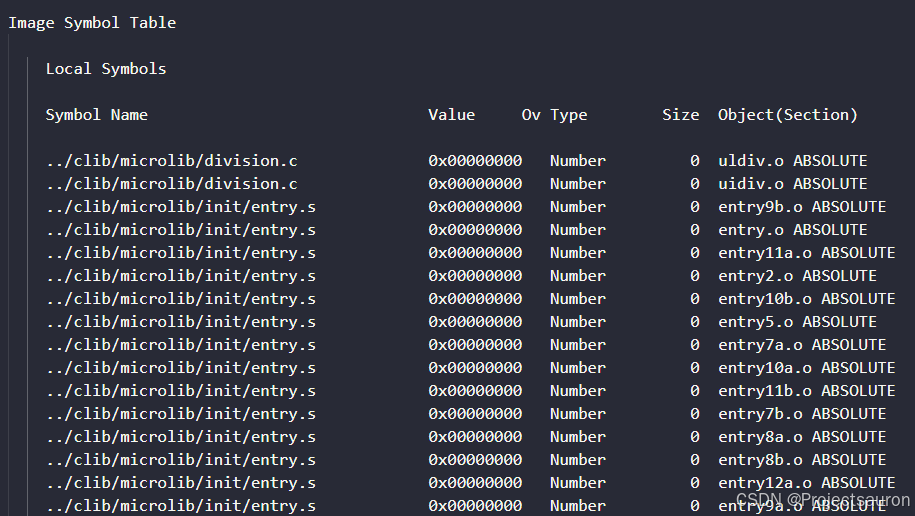 Image Symbol Table
Local Symbols
Symbol Name Value Ov Type Size Object(Section)
../clib/microlib/division.c 0x00000000 Number 0 uldiv.o ABSOLUTE
../clib/microlib/division.c 0x00000000 Number 0 uidiv.o ABSOLUTE
../clib/microlib/init/entry.s 0x00000000 Number 0 entry9b.o ABSOLUTE
../clib/microlib/init/entry.s 0x00000000 Number 0 entry.o ABSOLUTE
../clib/microlib/init/entry.s 0x00000000 Number 0 entry11a.o ABSOLUTE
../clib/microlib/init/entry.s 0x00000000 Number 0 entry2.o ABSOLUTE
../clib/microlib/init/entry.s 0x00000000 Number 0 entry10b.o ABSOLUTE
../clib/microlib/init/entry.s 0x00000000 Number 0 entry5.o ABSOLUTE
../clib/microlib/init/entry.s 0x00000000 Number 0 entry7a.o ABSOLUTE
../clib/microlib/init/entry.s 0x00000000 Number 0 entry10a.o ABSOLUTE
../clib/microlib/init/entry.s 0x00000000 Number 0 entry11b.o ABSOLUTE
../clib/microlib/init/entry.s 0x00000000 Number 0 entry7b.o ABSOLUTE
../clib/microlib/init/entry.s 0x00000000 Number 0 entry8a.o ABSOLUTE
../clib/microlib/init/entry.s 0x00000000 Number 0 entry8b.o ABSOLUTE
../clib/microlib/init/entry.s 0x00000000 Number 0 entry12a.o ABSOLUTE
../clib/microlib/init/entry.s 0x00000000 Number 0 entry9a.o ABSOLUTE
CSDN @Projectsauron